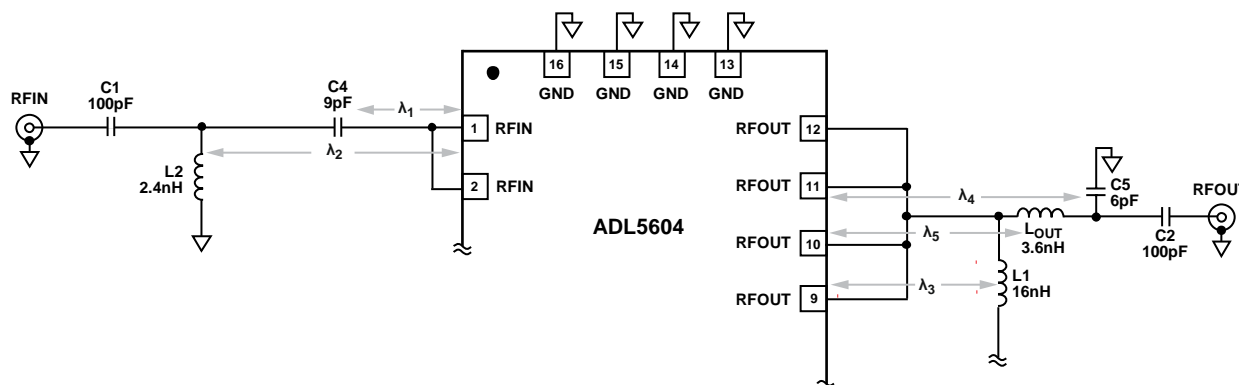 16
15
14
13
GND
GND
GND
GND
RFIN
C1
100pF
C4
9pF
λ1
λ2
L2
2.4nH
1
RFIN
2
RFIN
ADL5604
RFOUT
12
RFOUT
11
RFOUT
10
RFOUT
9
λ4
λ5
λ3
LOUT
3.6nH
L1
16nH
C5
6pF
C2
100pF
RFOUT